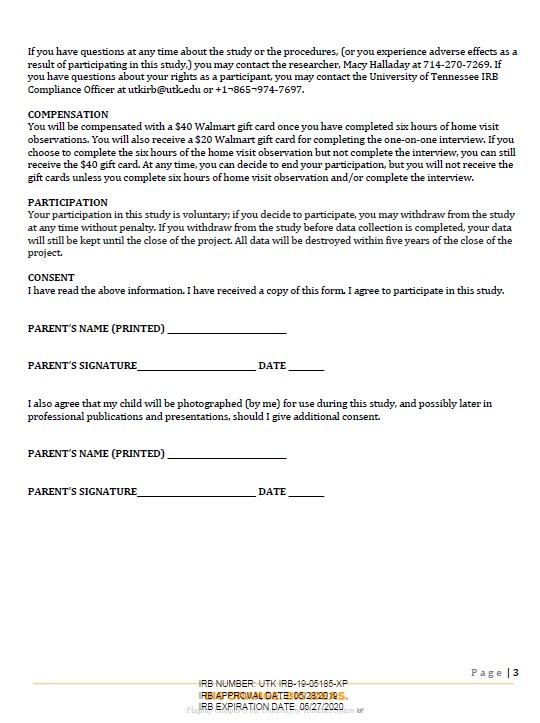 If you have questions at any time about the study or the procedures, (or you experience adverse effects as a
result of participating in this study,) you may contact the researcher, Macy Halladay at 714-270-7269. If
you have questions about your rights as a participant, you may contact the University of Tennessee IRB
Compliance Officer at utkirb@utk.edu or +1¬865¬974-7697.
COMPENSATION
You will be compensated with a $40 Walmart gift card once you have completed six hours of home visit
observations. You will also receive a $20 Walmart gift card for completing the one-on-one interview. If you
choose to complete the six hours of the home visit observation but not complete the interview, you can still
receive the $40 gift card. At any time, you can decide to end your participation, but you will not receive the
gift cards unless you complete six hours of home visit observation and/or complete the interview.
PARTICIPATION
Your participation in this study is voluntary; if you decide to participate, you may withdraw from the study
at any time without penalty. If you withdraw from the study before data collection is completed, your data
will still be kept until the close of the project. All data will be destroyed within five years of the close of the
project.
CONSENT
I have read the above information. I have received a copy of this form. I agree to participate in this study.
PARENT'S NAME (PRINTED) ______________________
PARENT'S SIGNATURE______________________ DATE _______
I also agree that my child will be photographed (by me) for use during this study, and possibly later in
professional publications and presentations, should I give additional consent.
PARENT'S NAME (PRINTED) ______________________
PARENT'S SIGNATURE______________________ DATE _______
Page | 3
IRB NUMBER: UTK IRB-19-05185-XP
IRB APPROVAL DATE:
IRB EXPIRATION DATE: 06/27/2020